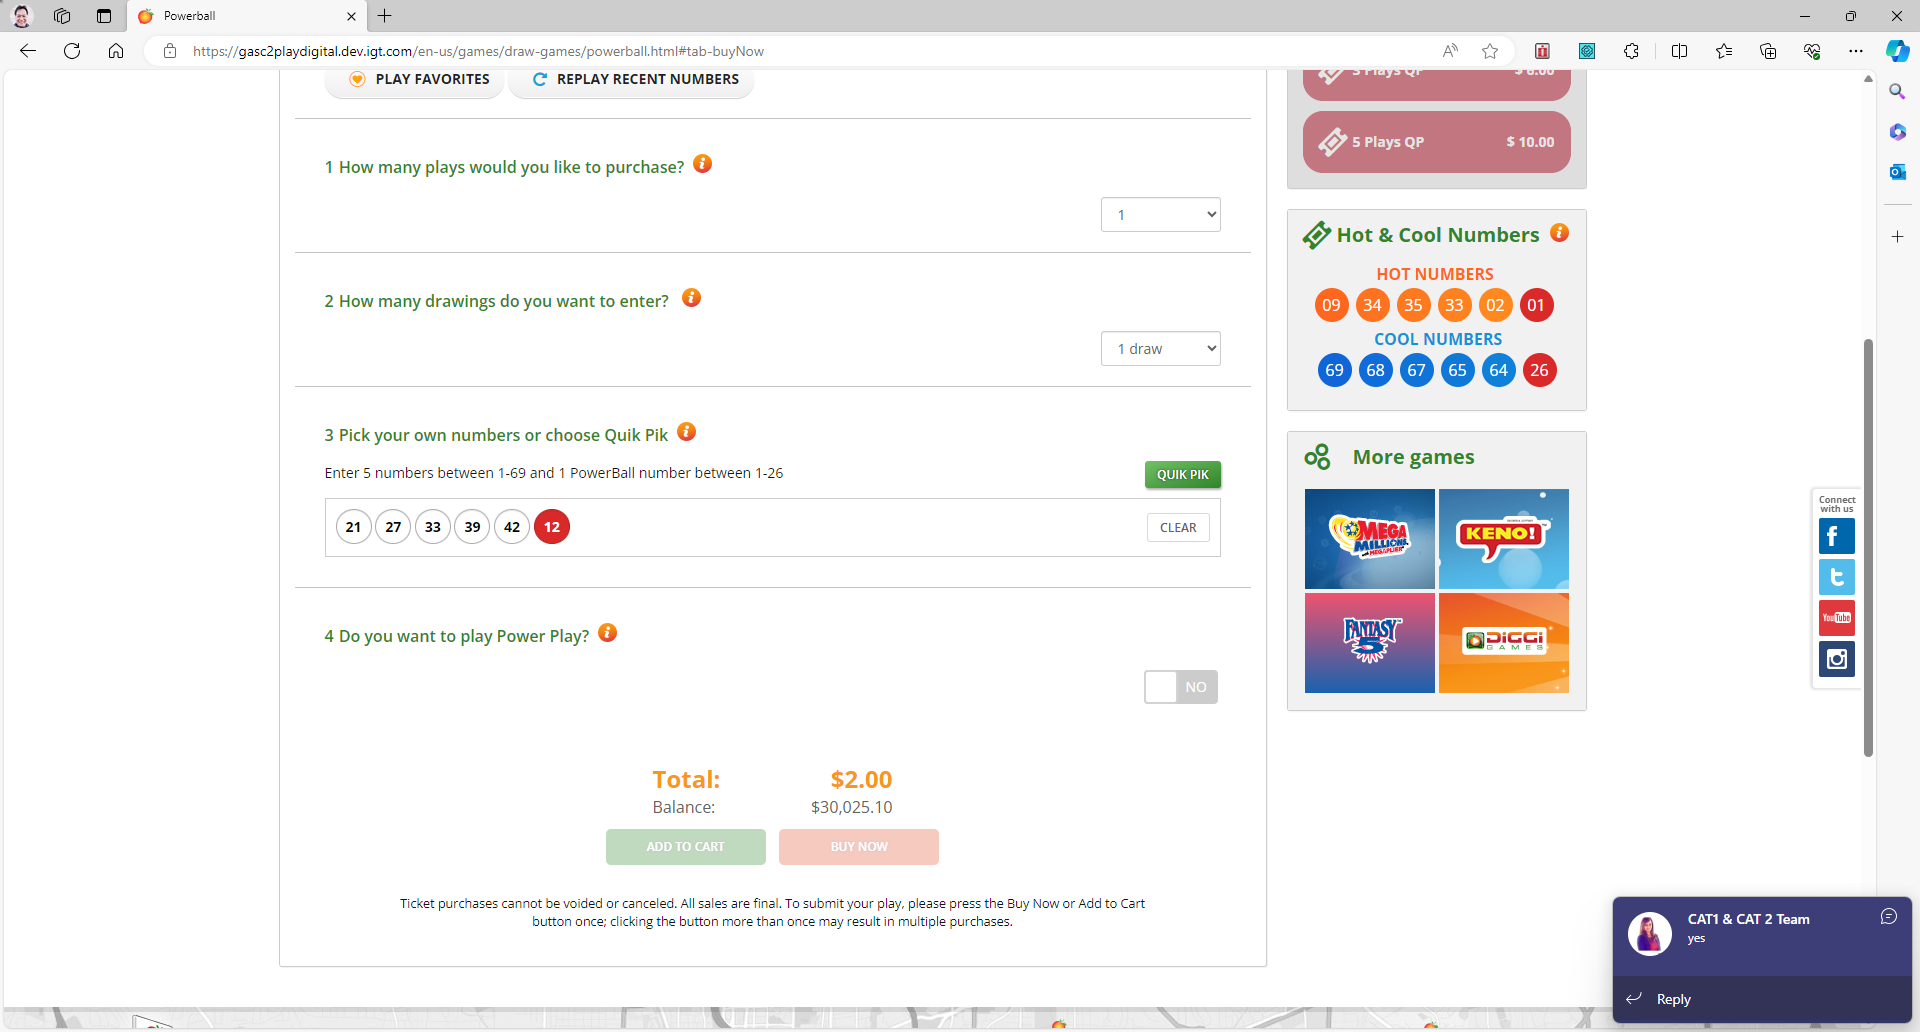 Powerball
https://gasc2playdigital.dev.igt.com/en-us/games/draw-games/powerball.html#tab-buyNow
PLAY FAVORITES
REPLAY RECENT NUMBERS
1 How many plays would you like to purchase?
1
2 How many drawings do you want to enter?
1 draw
3 Pick your own numbers or choose Quik Pik
Enter 5 numbers between 1-69 and 1 PowerBall number between 1-26
QUIK PIK
21 27 33 39 42 12
CLEAR
4 Do you want to play Power Play?
NO
Total: $2.00
Balance: $30,025.10
ADD TO CART
BUY NOW
Ticket purchases cannot be voided or canceled. All sales are final. To submit your play, please press the Buy Now or Add to Cart
button once; clicking the button more than once may result in multiple purchases.
3 Plays QP $ 6.00
5 Plays QP $ 10.00
Hot & Cool Numbers
HOT NUMBERS
09 34 35 33 02 01
COOL NUMBERS
69 68 67 65 64 26
More games
MEGA
MILLIONS
MEGAPLIER
KENO!
FANTASY
5
DIGGI
GAMES
Connect
with us
YouTube
CAT1 & CAT 2 Team
yes
Reply